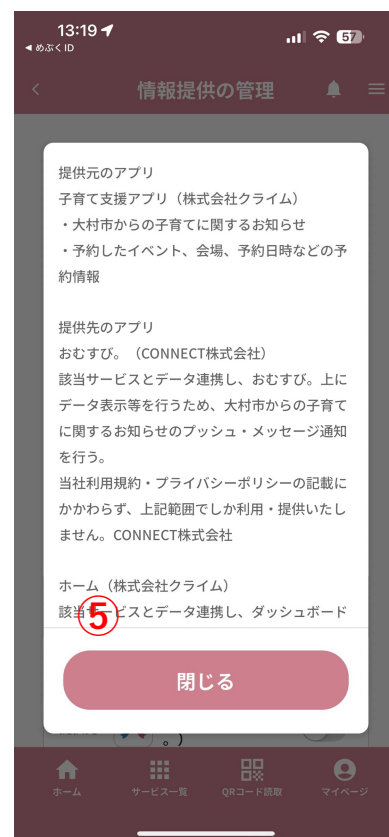 13:19
57
◀ めぶくID
情報提供の管理
提供元のアプリ
子育て支援アプリ（株式会社クライム）
・大村市からの子育てに関するお知らせ
・予約したイベント、会場、予約日時などの予
約情報
提供先のアプリ
おむすび。（CONNECT株式会社）
該当サービスとデータ連携し、おむすび。上に
データ表示等を行うため、大村市からの子育て
に関するお知らせのプッシュ・メッセージ通知
を行う。
当社利用規約・プライバシーポリシーの記載に
かかわらず、上記範囲でしか利用・提供いたし
ません。CONNECT株式会社
ホーム（株式会社クライム）
該当サービスとデータ連携し、ダッシュボード
⑤
閉じる
ホーム
サービス一覧
QRコード読取
マイページ